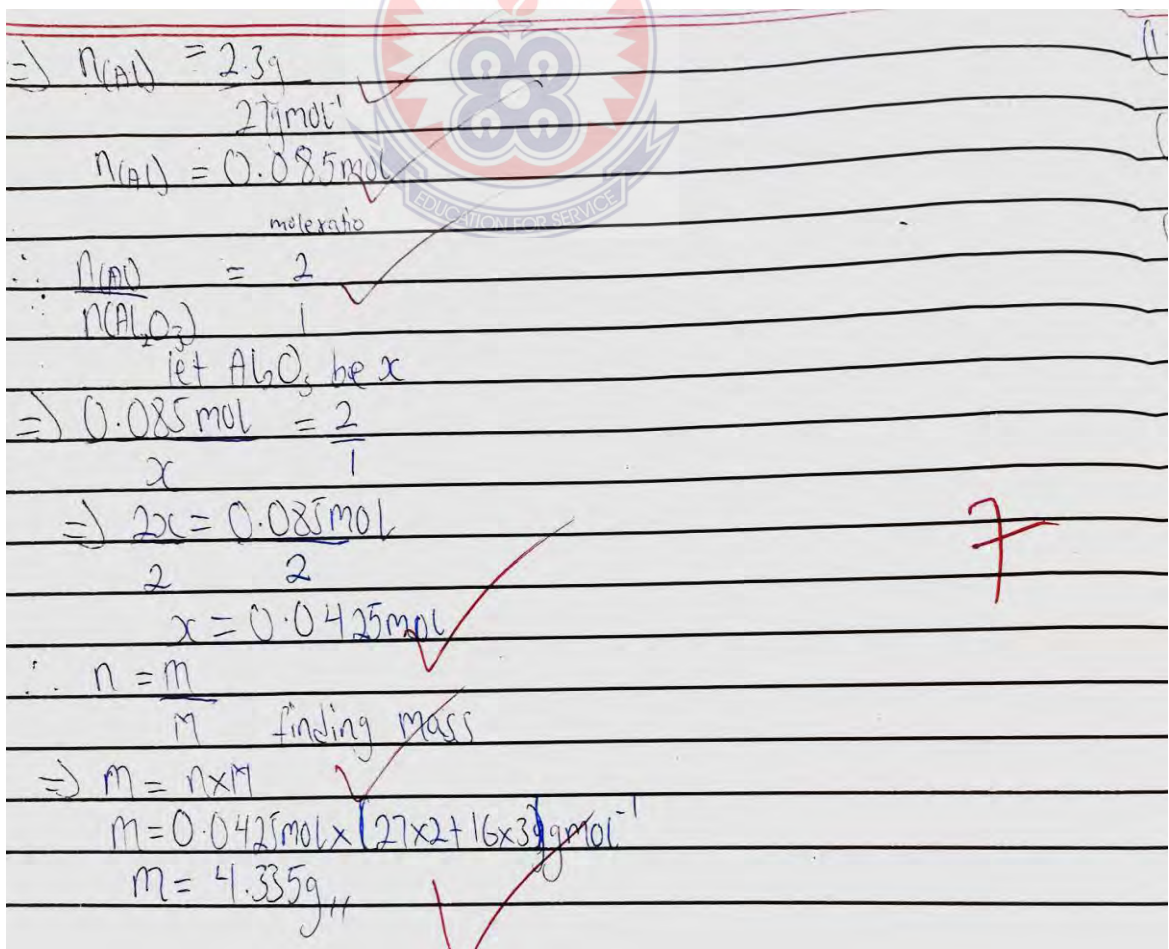 => n(Al) = 2.3g
27gmol⁻¹
n(Al) = 0.085mol
EDUCATION FOR SERVICE
mole ratio
∴ n(Al) = 2
n(Al₂O₃) 1
let Al₂O₃ be x
=> 0.085 mol = 2
x 1
=> 2x = 0.085mol
2 2
7
x = 0.0425mol
∴ n = m
M finding mass
=> m = n×M
m = 0.0425mol × (27×2+16×3)gmol⁻¹
m = 4.335g,,